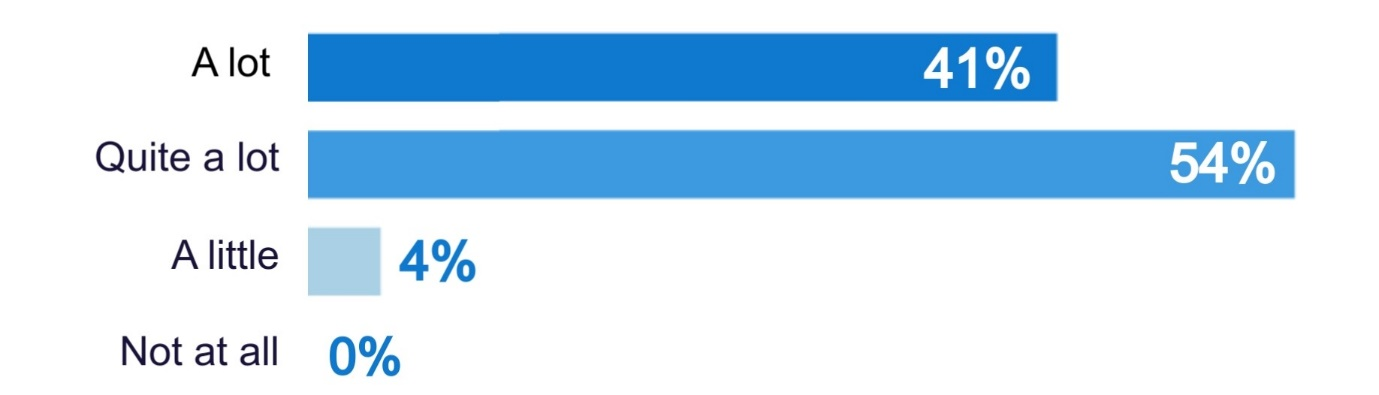 A lot 41%
Quite a lot 54%
A little 4%
Not at all 0%